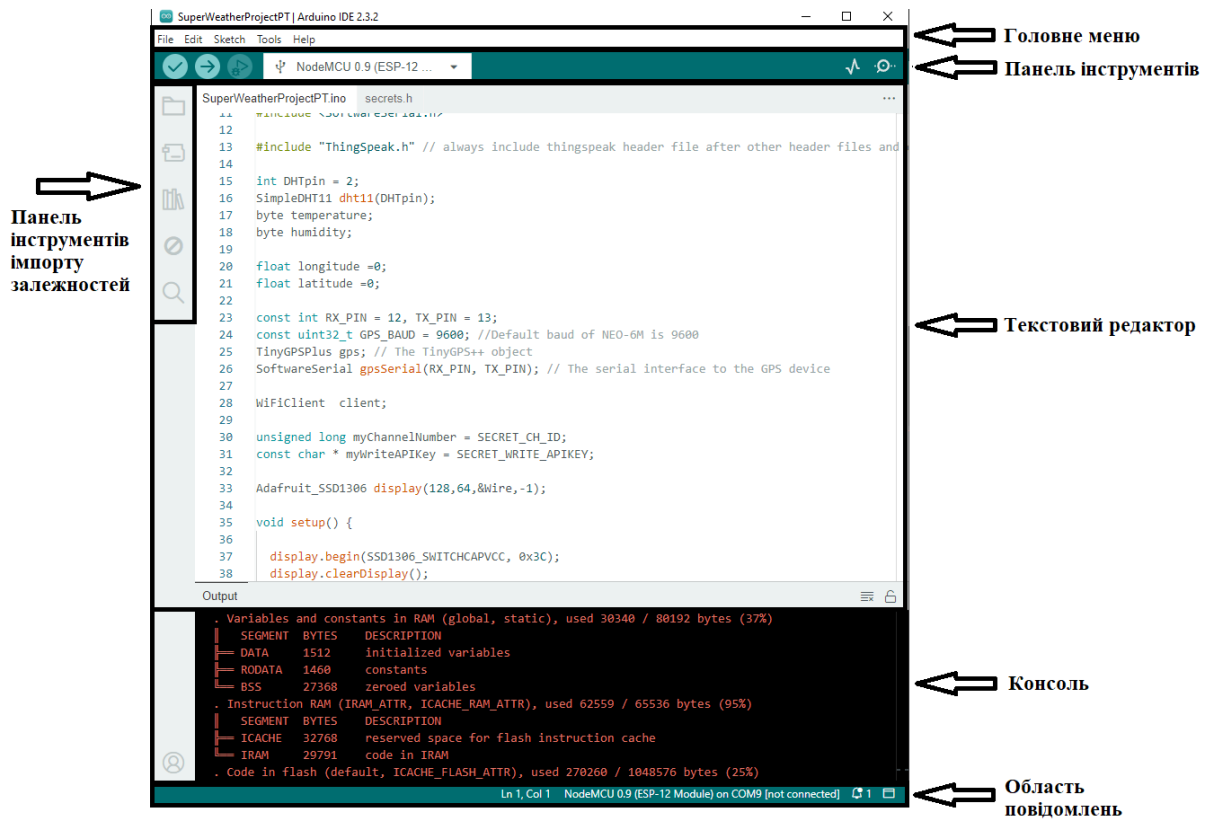 SuperWeatherProjectPT | Arduino IDE 2.3.2
File Edit Sketch Tools Help
Головне меню
NodeMCU 0.9 (ESP-12 ...
Панель інструментів
SuperWeatherProjectPT.ino secrets.h
11 #include <SoftwareSerial.h>
12
13 #include "ThingSpeak.h" // always include thingspeak header file after other header files and
14
15 int DHTpin = 2;
16 SimpleDHT11 dht11(DHTpin);
17 byte temperature;
18 byte humidity;
19
20 float longitude =0;
21 float latitude =0;
22
23 const int RX_PIN = 12, TX_PIN = 13;
24 const uint32_t GPS_BAUD = 9600; //Default baud of NEO-6M is 9600
25 TinyGPSPlus gps; // The TinyGPS++ object
26 SoftwareSerial gpsSerial(RX_PIN, TX_PIN); // The serial interface to the GPS device
27
28 WiFiClient  client;
29
30 unsigned long myChannelNumber = SECRET_CH_ID;
31 const char * myWriteAPIKey = SECRET_WRITE_APIKEY;
32
33 Adafruit_SSD1306 display(128,64,&Wire,-1);
34
35 void setup() {
36
37 display.begin(SSD1306_SWITCHCAPVCC, 0x3C);
38 display.clearDisplay();
Панель
інструментів
імпорту
залежностей
Текстовий редактор
Output
. Variables and constants in RAM (global, static), used 30340 / 80192 bytes (37%)
║ SEGMENT BYTES DESCRIPTION
╠══ DATA 1512 initialized variables
╠══ RODATA 1460 constants
╚══ BSS 27368 zeroed variables
. Instruction RAM (IRAM_ATTR, ICACHE_RAM_ATTR), used 62559 / 65536 bytes (95%)
║ SEGMENT BYTES DESCRIPTION
╠══ ICACHE 32768 reserved space for flash instruction cache
╚══ IRAM 29791 code in IRAM
. Code in flash (default, ICACHE_FLASH_ATTR), used 270260 / 1048576 bytes (25%)
Консоль
Ln 1, Col 1 NodeMCU 0.9 (ESP-12 Module) on COM9 [not connected] 1
Область
повідомлень